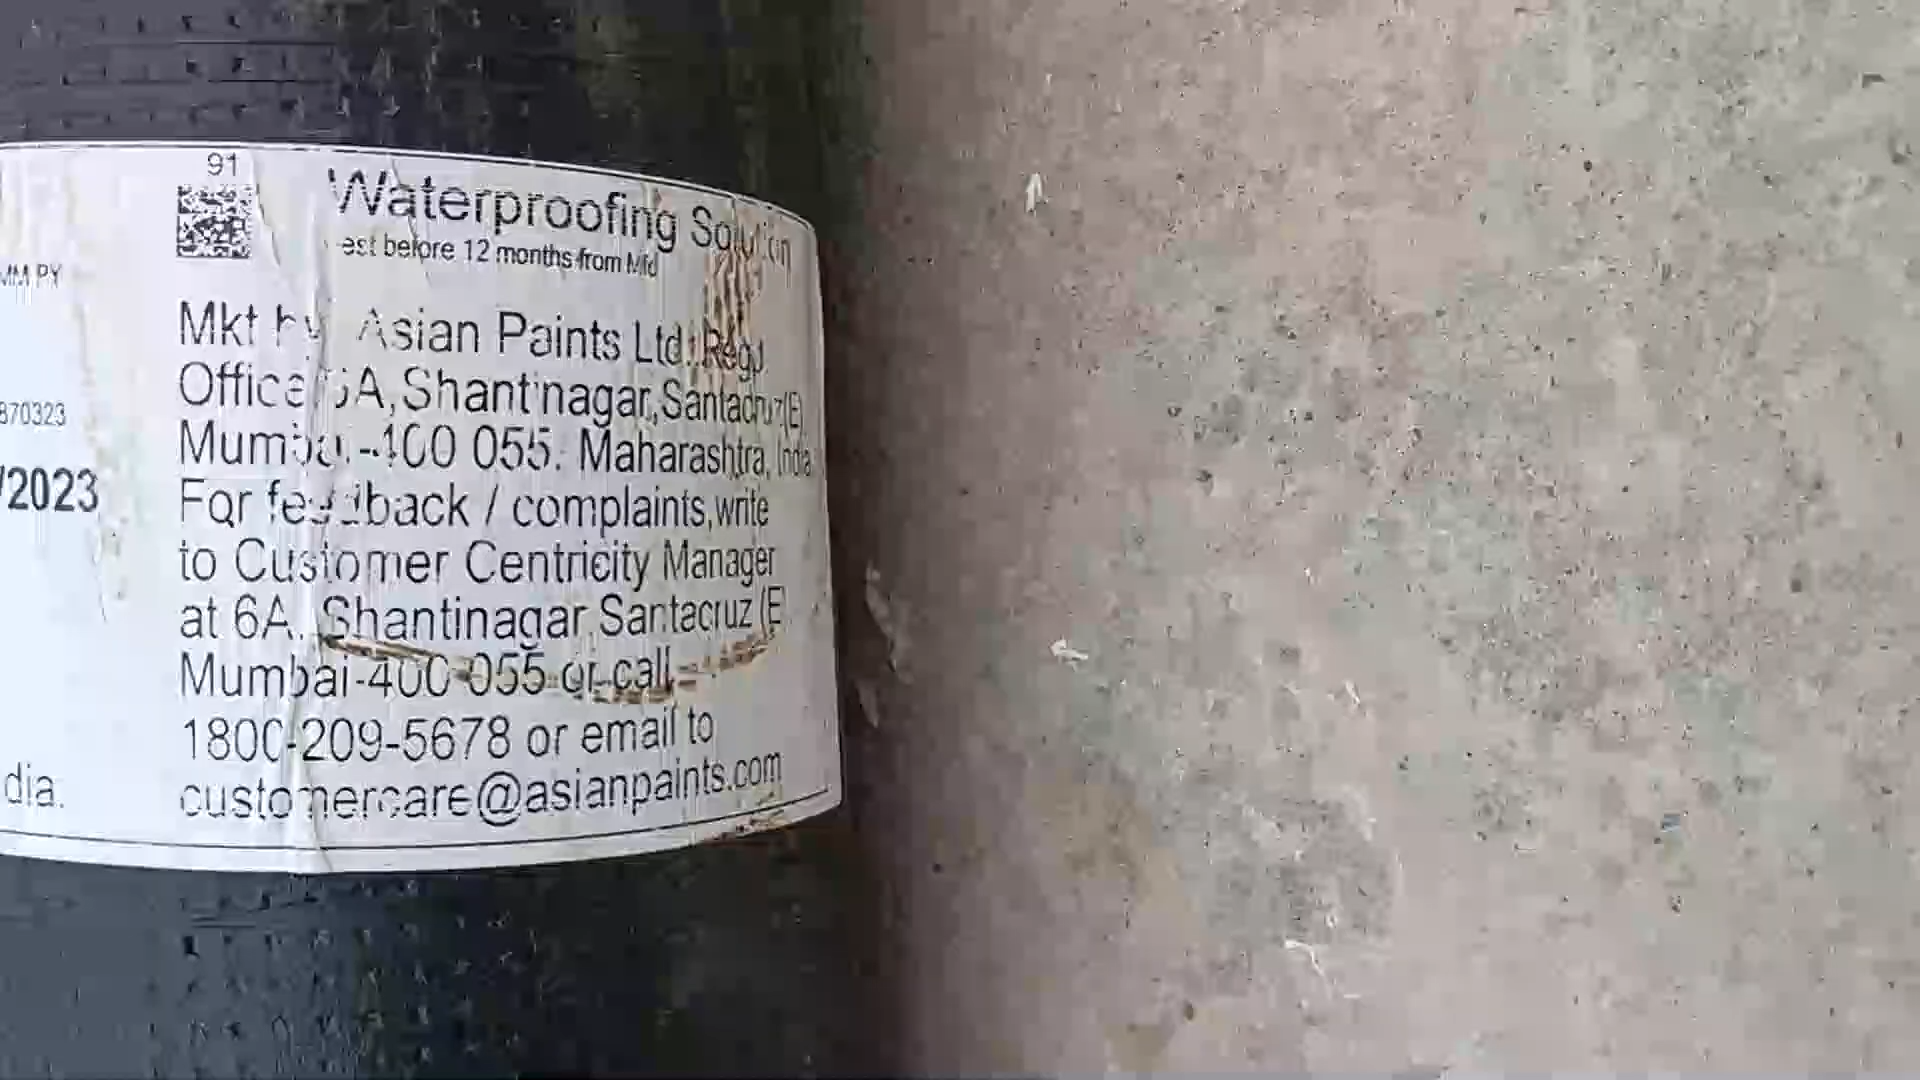 91
Waterproofing Solution
est before 12 months from Mfd
MM PY
Mkt by Asian Paints Ltd. Regd.
Office 6A, Shantinagar, Santacruz (E)
870323
Mumbai-400 055. Maharashtra, India
/2023
For feedback / complaints, write
to Customer Centricity Manager
at 6A, Shantinagar, Santacruz (E
Mumbai-400 055 or call
1800-209-5678 or email to
dia.
customercare@asianpaints.com